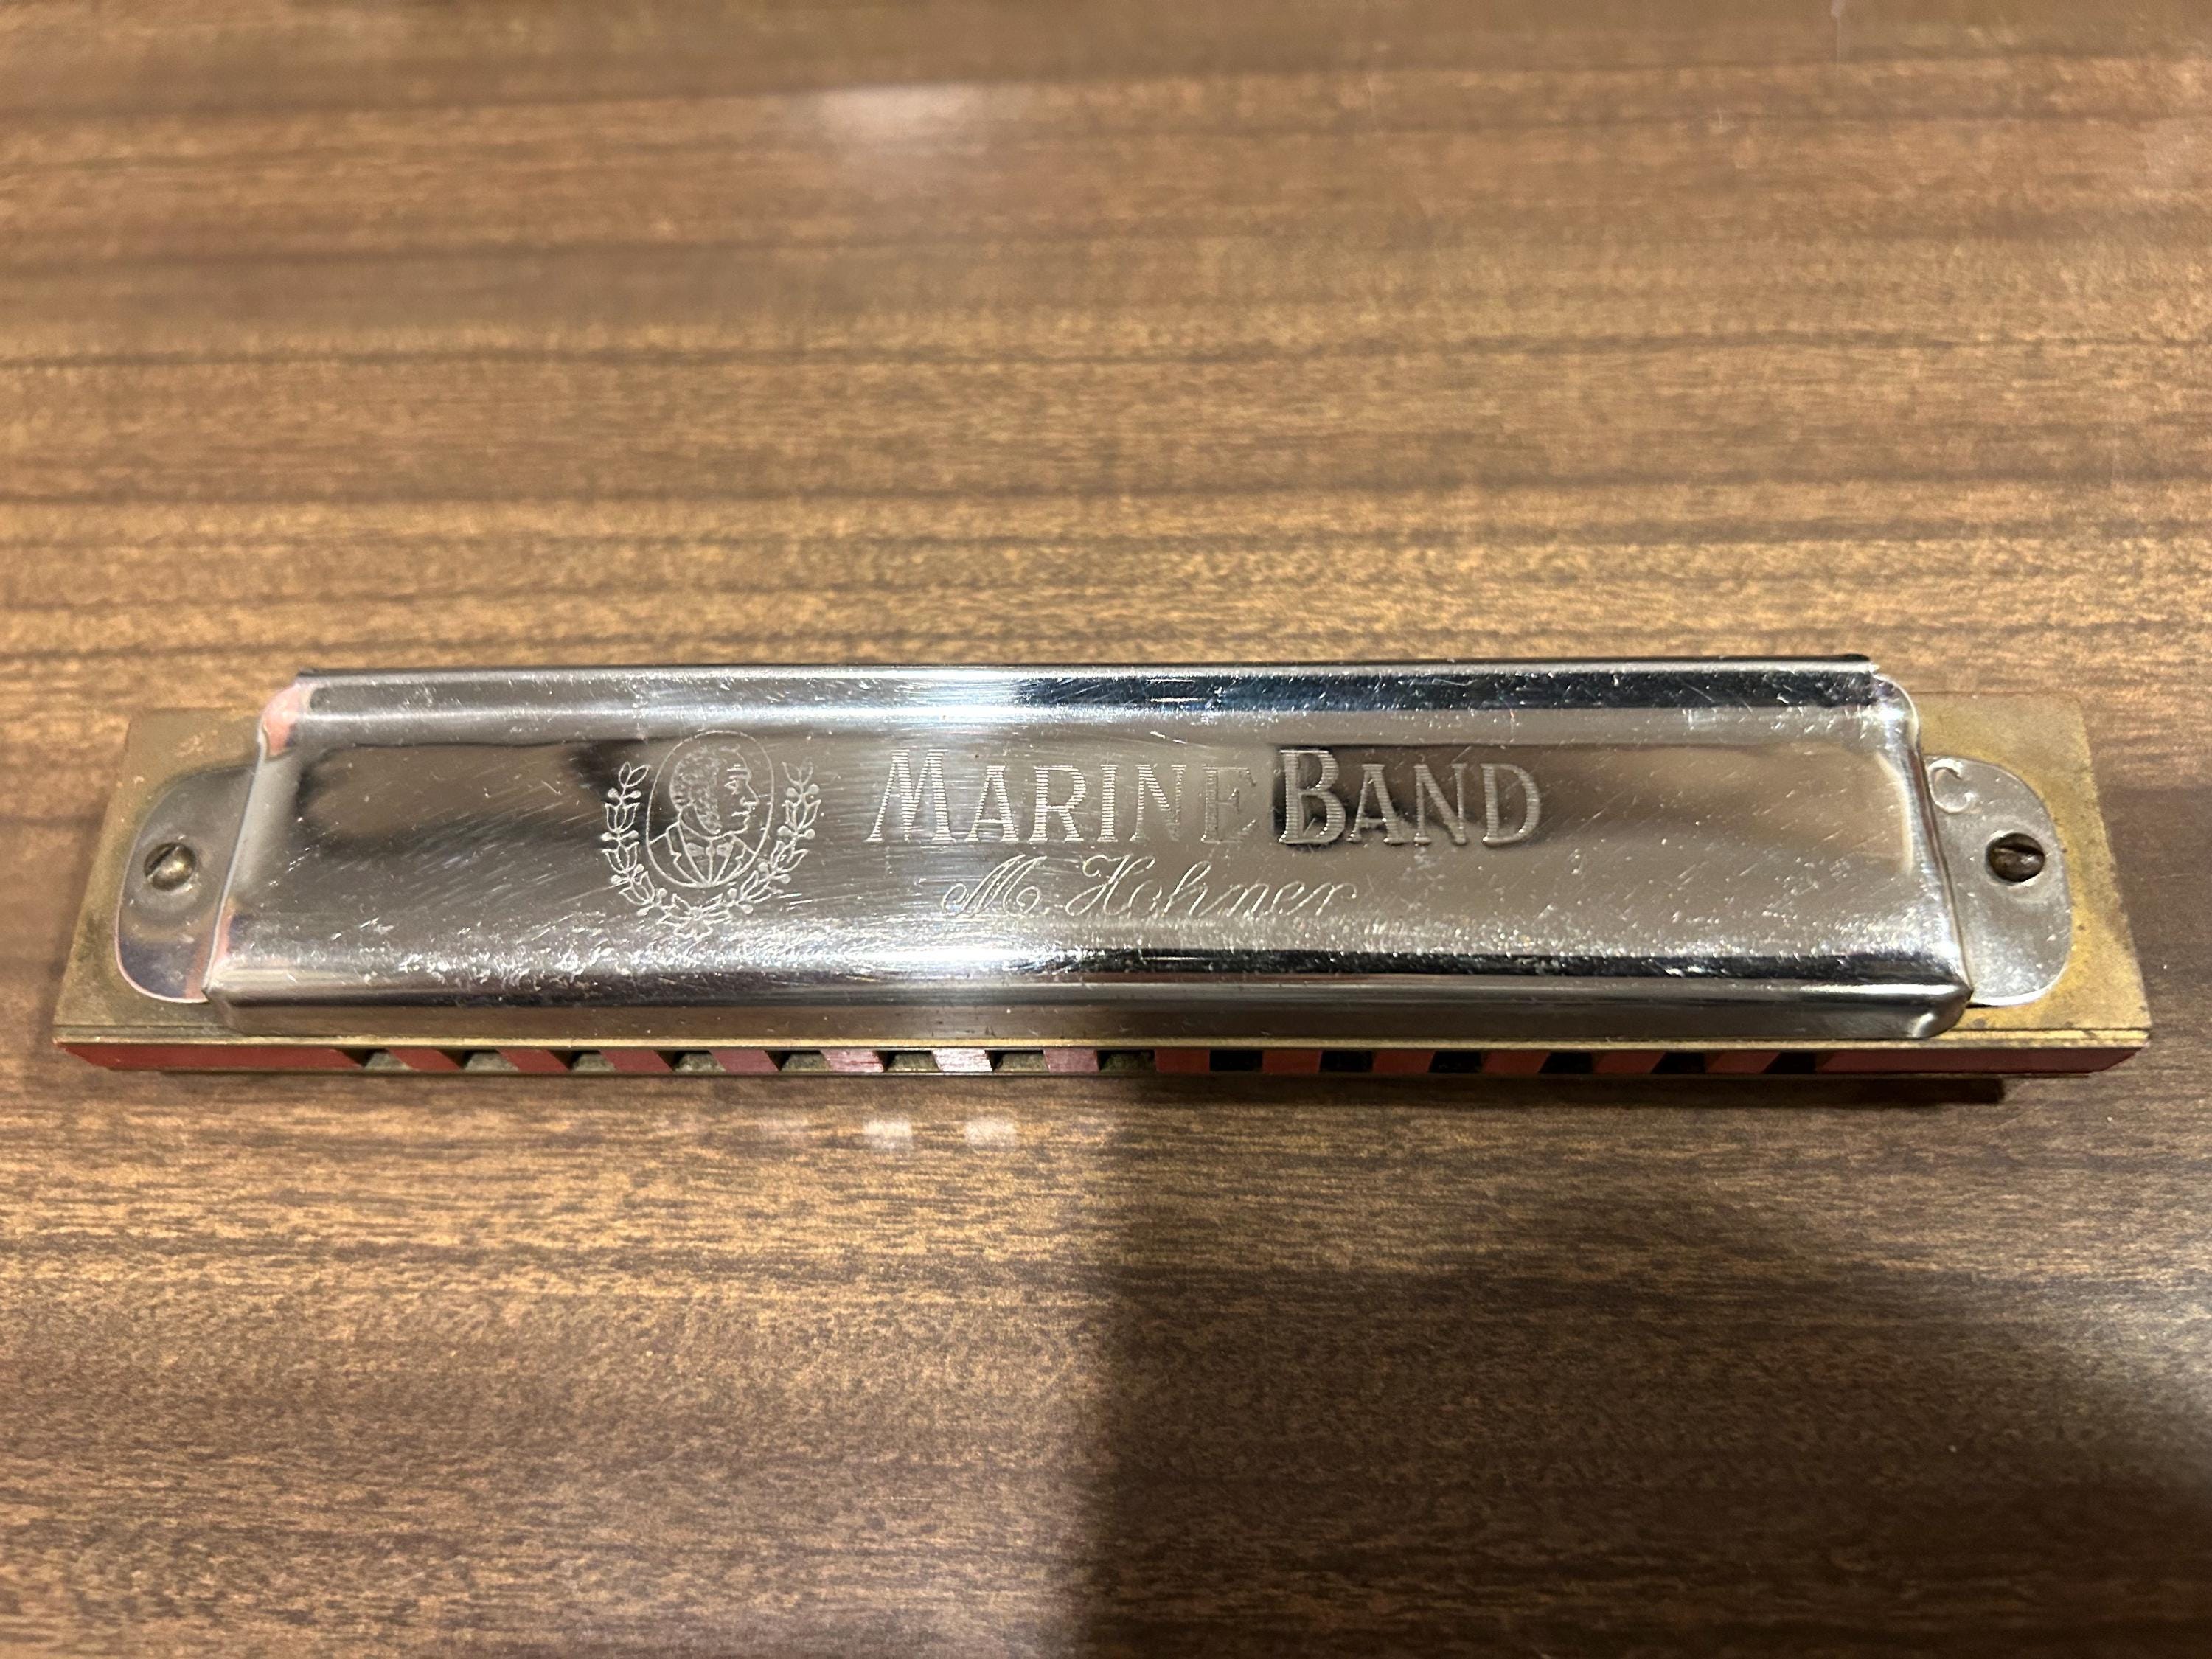 MARINE BAND
C
M. Hohner